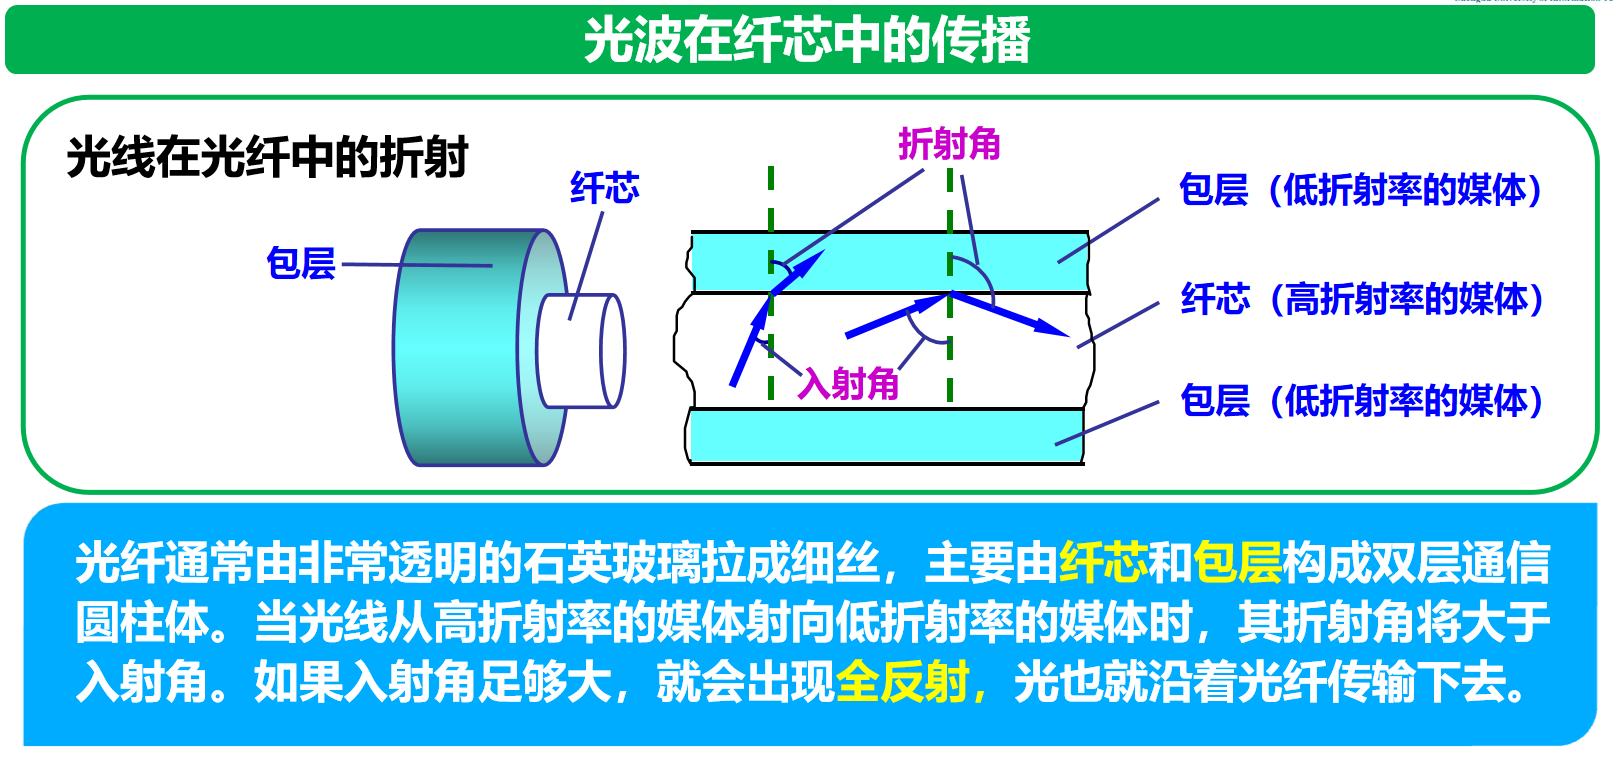 光波在纤芯中的传播
光线在光纤中的折射
折射角
纤芯
包层（低折射率的媒体）
包层
纤芯（高折射率的媒体）
入射角
包层（低折射率的媒体）
光纤通常由非常透明的石英玻璃拉成细丝，主要由纤芯和包层构成双层通信
圆柱体。当光线从高折射率的媒体射向低折射率的媒体时，其折射角将大于
入射角。如果入射角足够大，就会出现全反射，光也就沿着光纤传输下去。